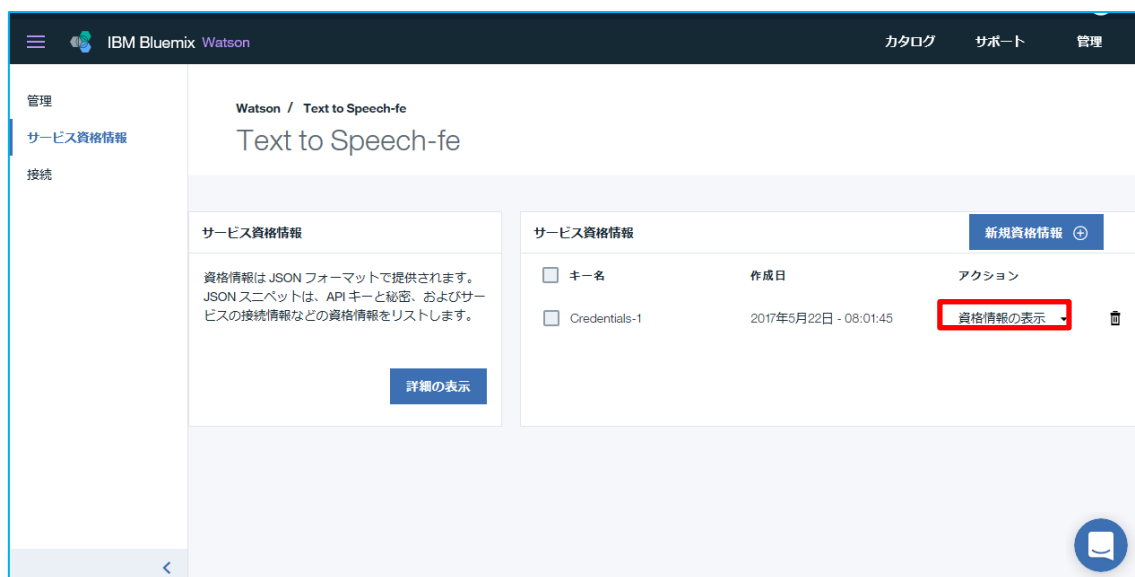 IBM Bluemix Watson
カタログ サポート 管理
管理
サービス資格情報
接続
Watson / Text to Speech-fe
Text to Speech-fe
サービス資格情報
資格情報は JSON フォーマットで提供されます。
JSON スニペットは、API キーと秘密、およびサー
ビスの接続情報などの資格情報をリストします。
詳細の表示
サービス資格情報
新規資格情報
キー名 作成日 アクション
Credentials-1 2017年5月22日 - 08:01:45 資格情報の表示